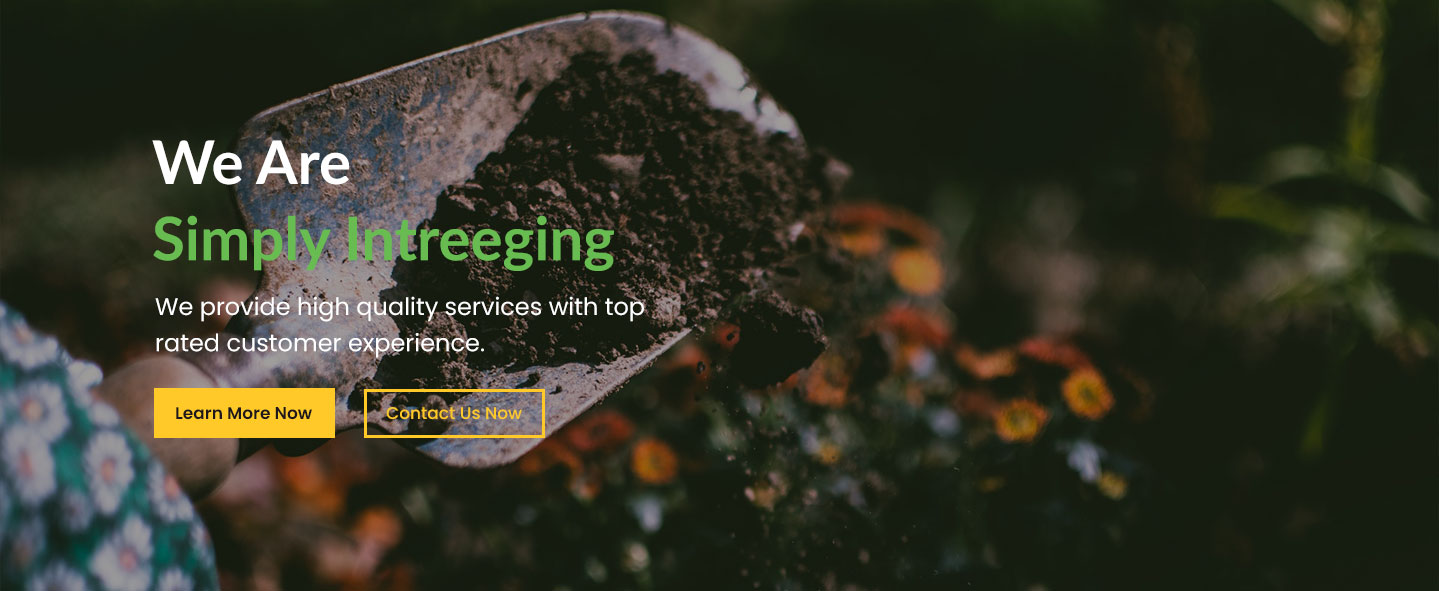 We Are
Simply Intreeging
We provide high quality services with top
rated customer experience.
Learn More Now
Contact Us Now